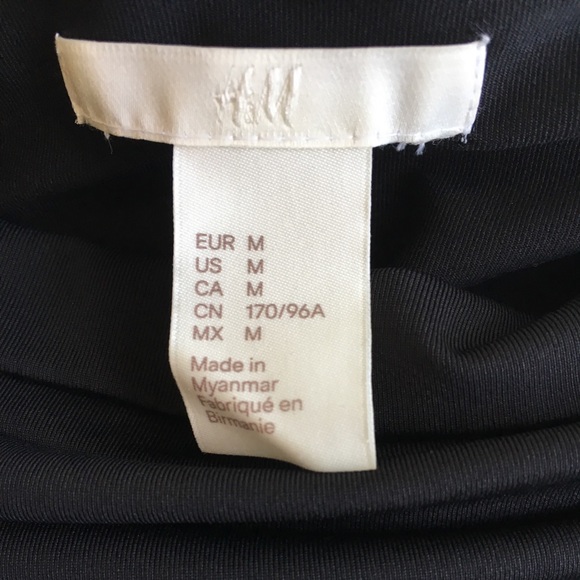 H&M
EUR M
US M
CA M
CN 170/96A
MX M
Made in
Myanmar
Fabriqué en
Birmanie